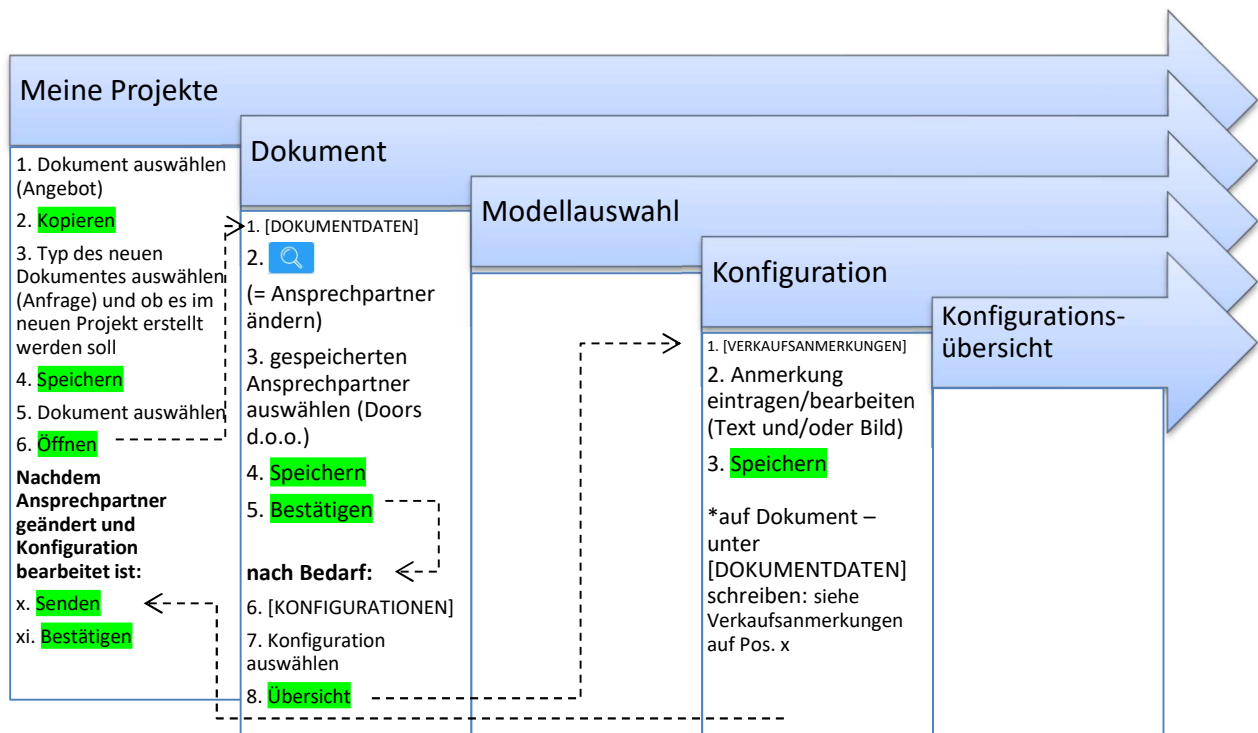 Meine Projekte
1. Dokument auswählen
(Angebot)
2. Kopieren
3. Typ des neuen
Dokumentes auswählen
(Anfrage) und ob es im
neuen Projekt erstellt
werden soll
4. Speichern
5. Dokument auswählen
6. Öffnen
Nachdem
Ansprechpartner
geändert und
Konfiguration
bearbeitet ist:
x. Senden
xi. Bestätigen
Dokument
1. [DOKUMENTDATEN]
2.
(= Ansprechpartner
ändern)
3. gespeicherten
Ansprechpartner
auswählen (Doors
d.o.o.)
4. Speichern
5. Bestätigen
nach Bedarf:
6. [KONFIGURATIONEN]
7. Konfiguration
auswählen
8. Übersicht
Modellauswahl
Konfiguration
1. [VERKAUFSANMERKUNGEN]
2. Anmerkung
eintragen/bearbeiten
(Text und/oder Bild)
3. Speichern
*auf Dokument –
unter
[DOKUMENTDATEN]
schreiben: siehe
Verkaufsanmerkungen
auf Pos. x
Konfigurations-
übersicht